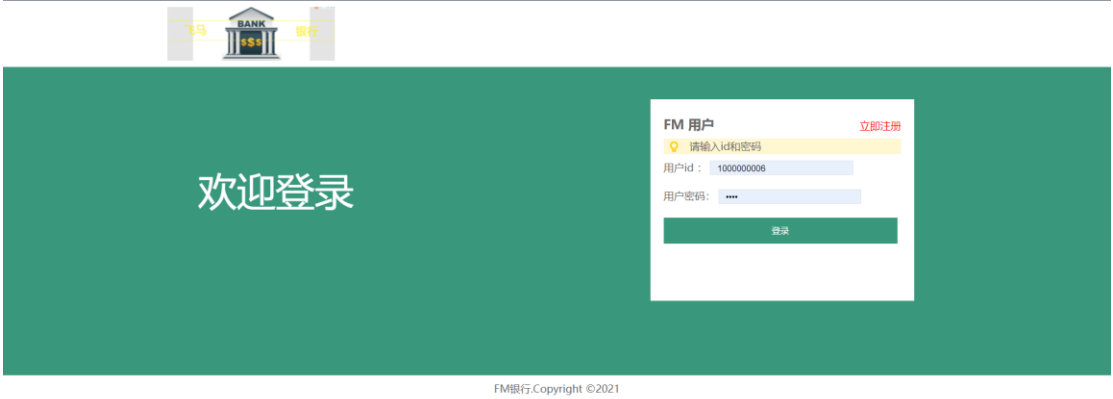 飞马 BANK 银行
$$$
FM 用户 立即注册
请输入id和密码
用户id： 1000000006
欢迎登录
用户密码： ••••
登录
FM银行.Copyright ©2021